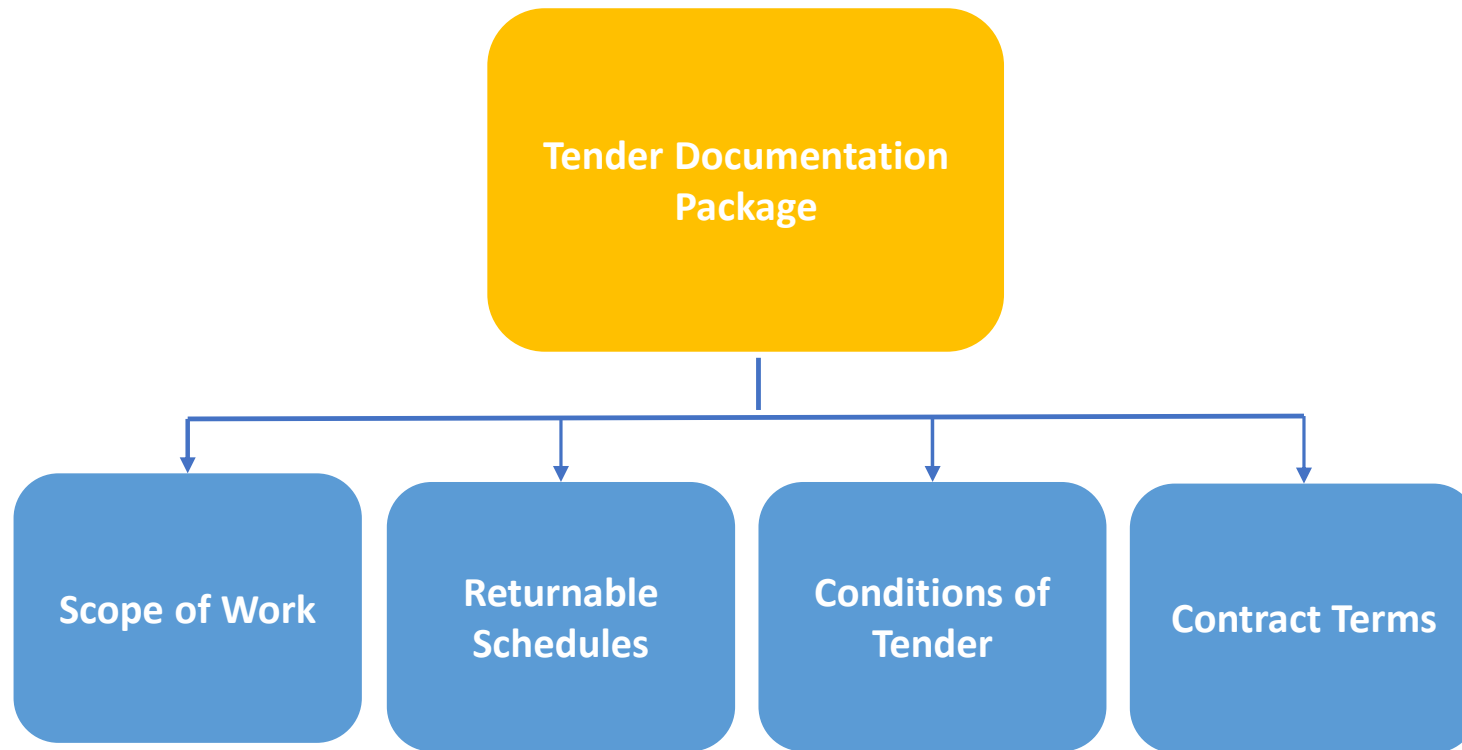 Tender Documentation
Package
Scope of Work
Returnable
Schedules
Conditions of
Tender
Contract Terms